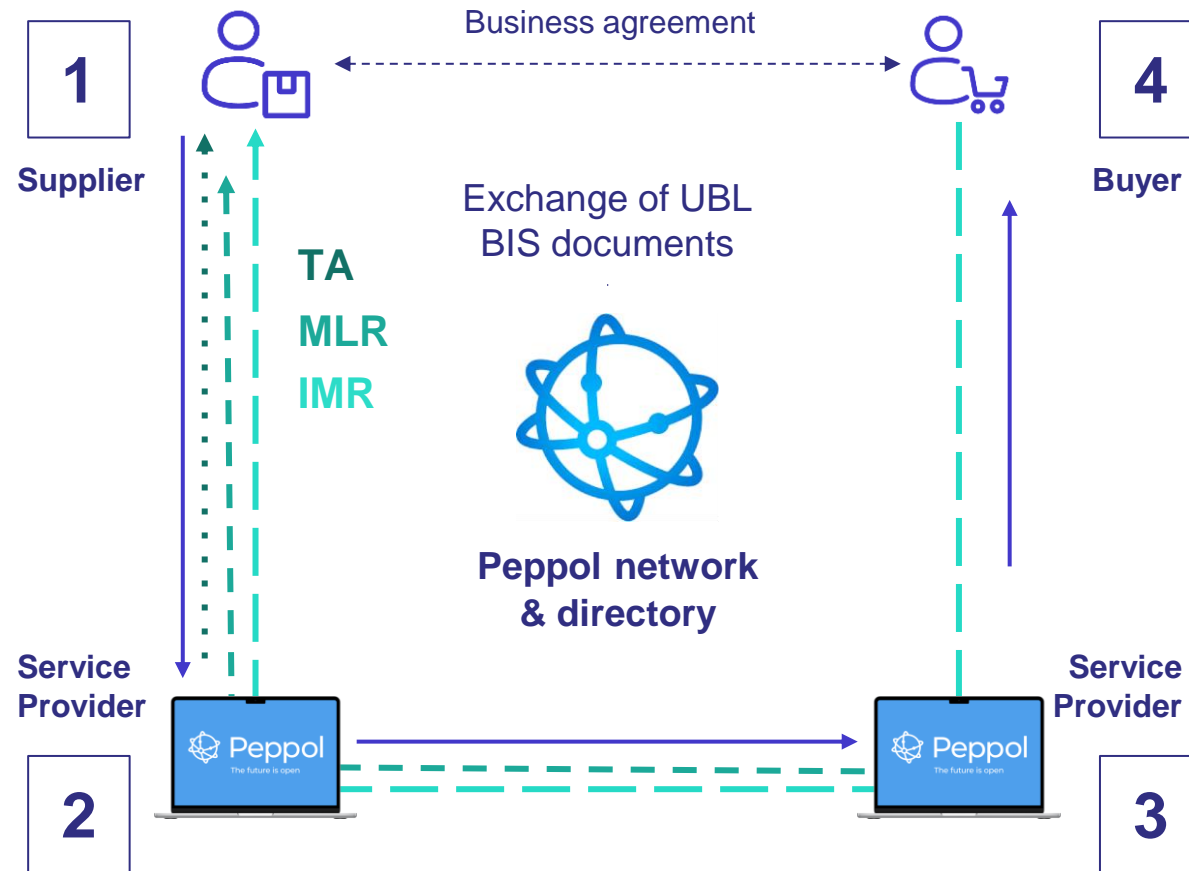 Business agreement
1
4
Supplier
Buyer
Exchange of UBL
BIS documents
TA
MLR
IMR
Peppol network
& directory
Service
Provider
Service
Provider
Peppol
The future is open
Peppol
The future is open
2
3